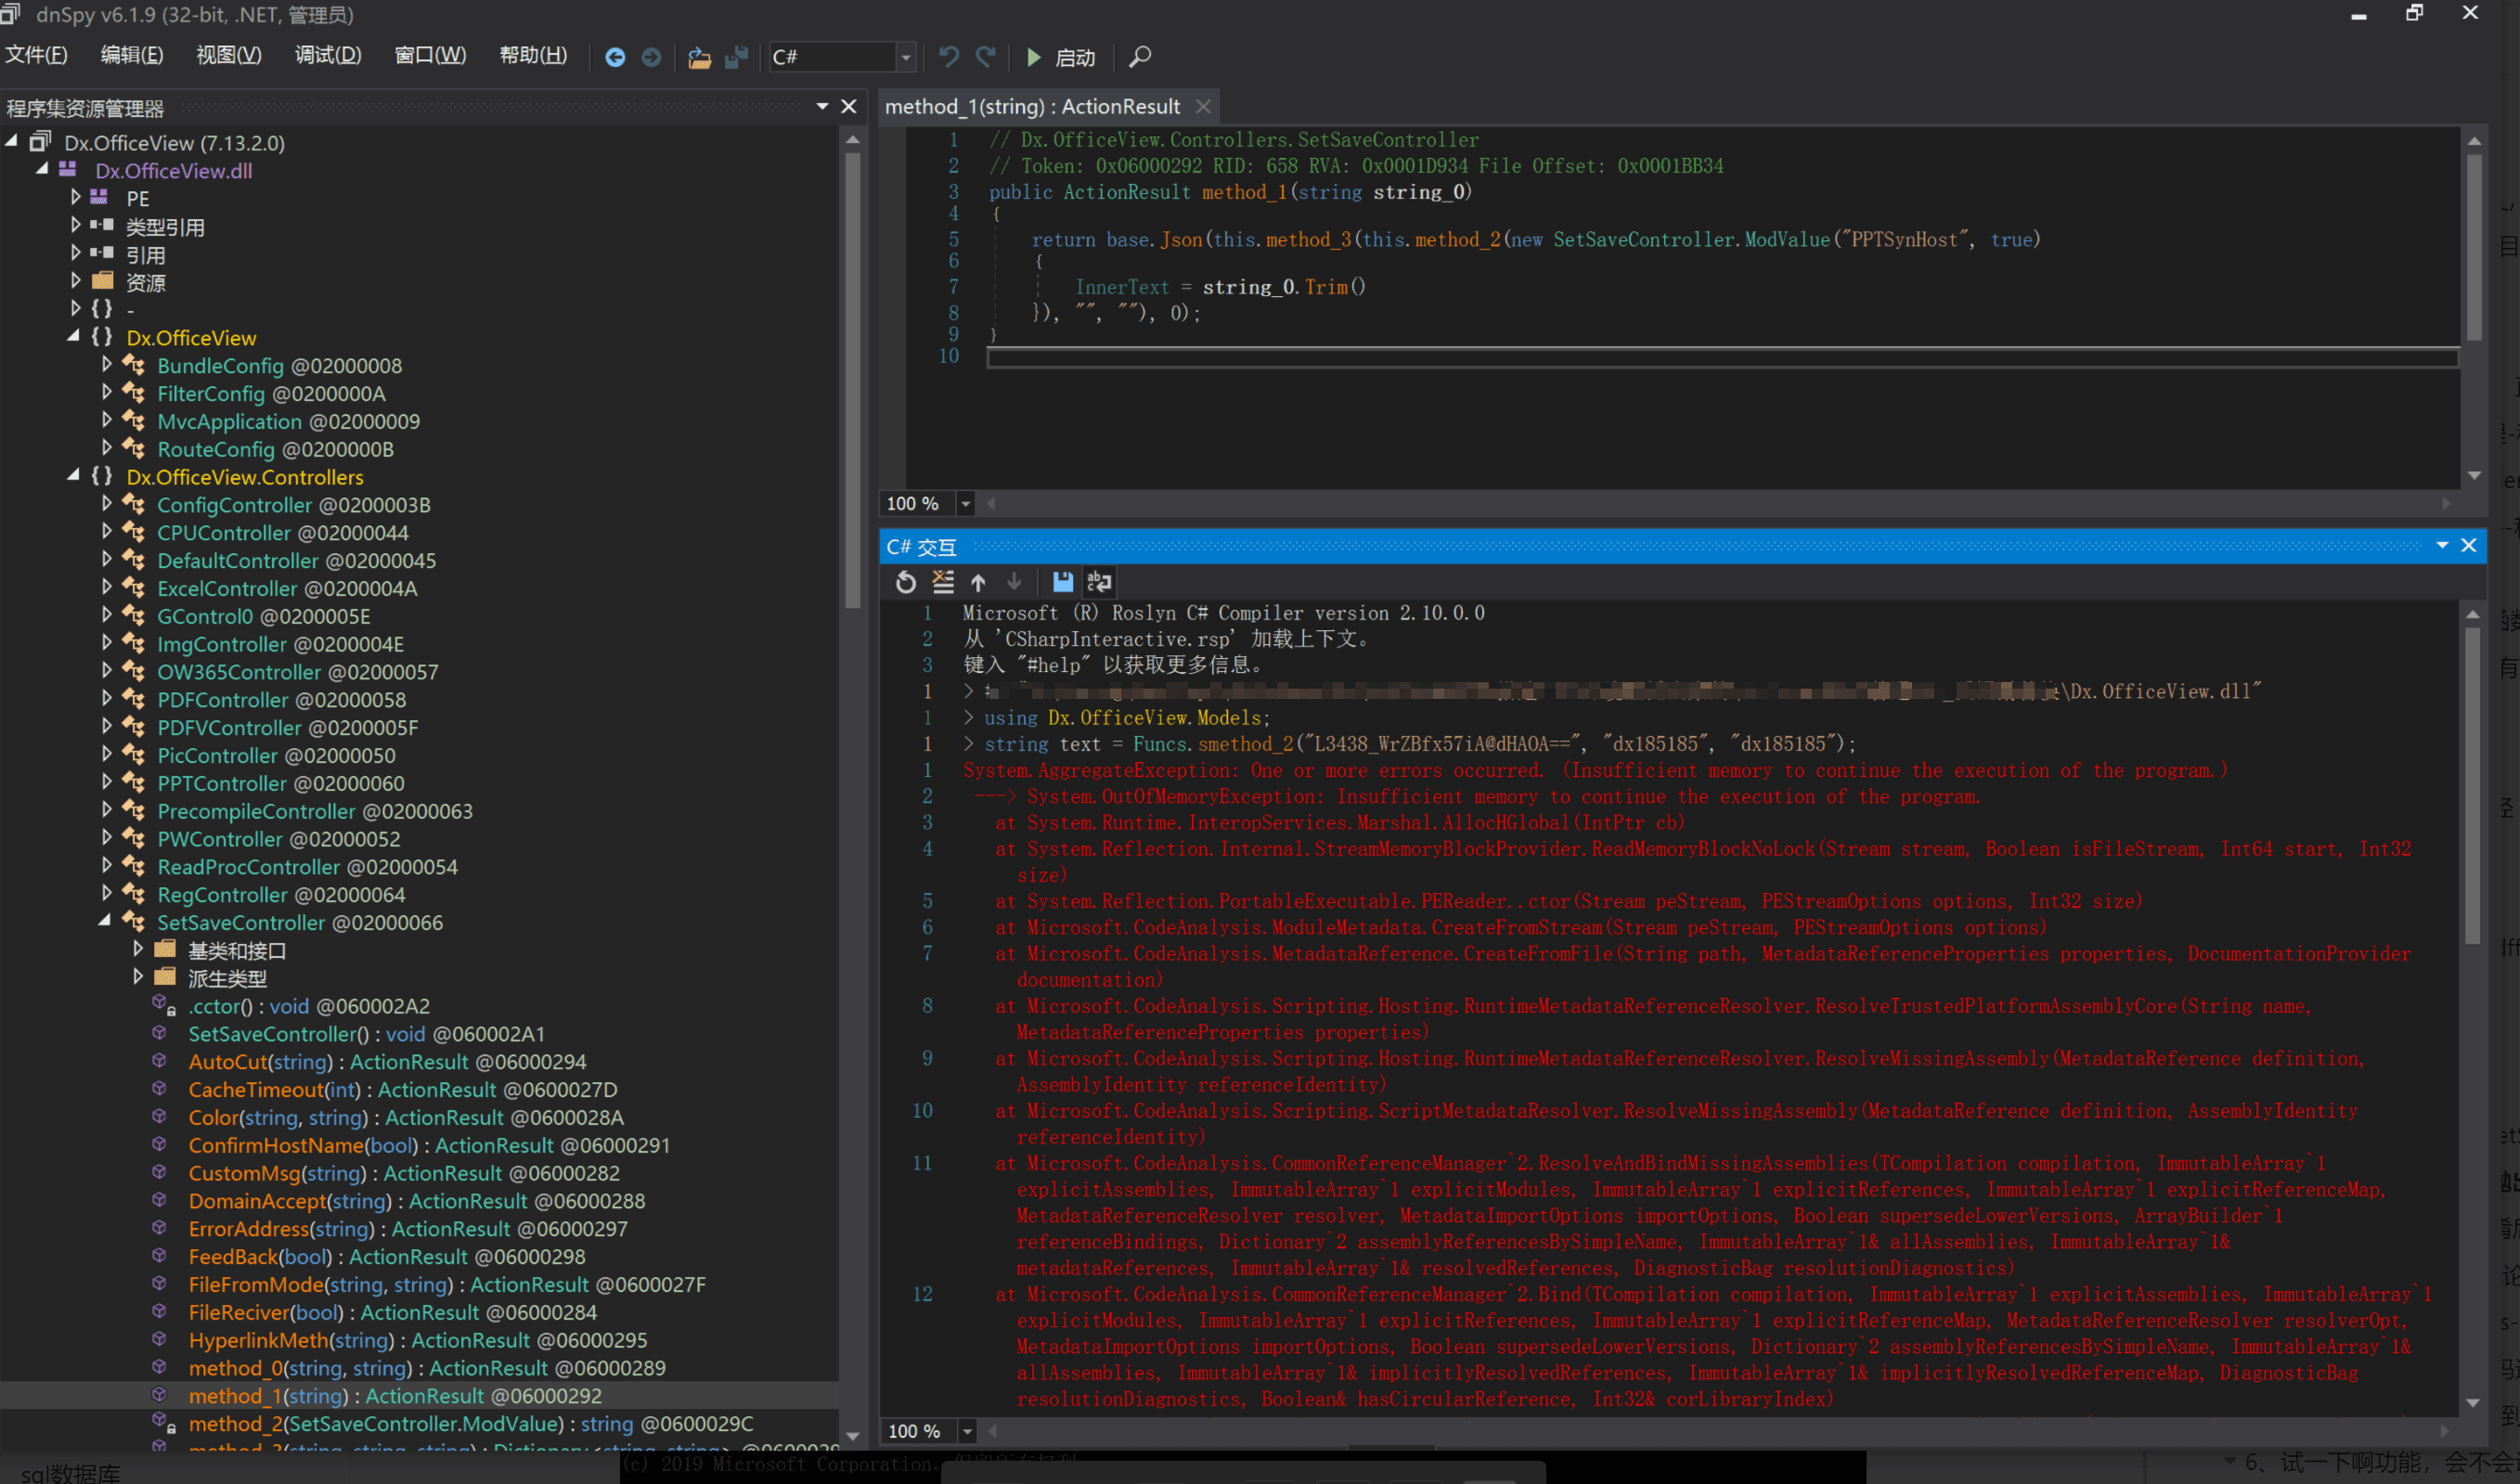 dnSpy v6.1.9 (32-bit, .NET, 管理员)
文件(F) 编辑(E) 视图(V) 调试(D) 窗口(W) 帮助(H) C# 启动
程序集资源管理器
Dx.OfficeView (7.13.2.0)
Dx.OfficeView.dll
PE
类型引用
引用
资源
{ } -
{ } Dx.OfficeView
BundleConfig @02000008
FilterConfig @0200000A
MvcApplication @02000009
RouteConfig @0200000B
{ } Dx.OfficeView.Controllers
ConfigController @0200003B
CPUController @02000044
DefaultController @02000045
ExcelController @0200004A
GControl0 @0200005E
ImgController @0200004E
OW365Controller @02000057
PDFController @02000058
PDFVController @0200005F
PicController @02000050
PPTController @02000060
PrecompileController @02000063
PWController @02000052
ReadProcController @02000054
RegController @02000064
SetSaveController @02000066
基类和接口
派生类型
.cctor() : void @060002A2
SetSaveController() : void @060002A1
AutoCut(string) : ActionResult @06000294
CacheTimeout(int) : ActionResult @0600027D
Color(string, string) : ActionResult @0600028A
ConfirmHostName(bool) : ActionResult @06000291
CustomMsg(string) : ActionResult @06000282
DomainAccept(string) : ActionResult @06000288
ErrorAddress(string) : ActionResult @06000297
FeedBack(bool) : ActionResult @06000298
FileFromMode(string, string) : ActionResult @0600027F
FileReciver(bool) : ActionResult @06000284
HyperlinkMeth(string) : ActionResult @06000295
method_0(string, string) : ActionResult @06000289
method_1(string) : ActionResult @06000292
method_2(SetSaveController.ModValue) : string @0600029C
method_1(string) : ActionResult
1 // Dx.OfficeView.Controllers.SetSaveController
2 // Token: 0x06000292 RID: 658 RVA: 0x0001D934 File Offset: 0x0001BB34
3 public ActionResult method_1(string string_0)
4 {
5 return base.Json(this.method_3(this.method_2(new SetSaveController.ModValue("PPTSynHost", true)
6 {
7 InnerText = string_0.Trim()
8 }), "", ""), 0);
9 }
10
100 %
C# 交互
1 Microsoft (R) Roslyn C# Compiler version 2.10.0.0
2 从 'CSharpInteractive.rsp' 加载上下文。
3 键入 "#help" 以获取更多信息。
1 > \Dx.OfficeView.dll"
1 > using Dx.OfficeView.Models;
1 > string text = Funcs.smethod_2("L3438_WrZBfx57iA@dHAOA==", "dx185185", "dx185185");
1 System.AggregateException: One or more errors occurred. (Insufficient memory to continue the execution of the program.)
2 ---> System.OutOfMemoryException: Insufficient memory to continue the execution of the program.
3 at System.Runtime.InteropServices.Marshal.AllocHGlobal(IntPtr cb)
4 at System.Reflection.Internal.StreamMemoryBlockProvider.ReadMemoryBlockNoLock(Stream stream, Boolean isFileStream, Int64 start, Int32
size)
5 at System.Reflection.PortableExecutable.PEReader..ctor(Stream peStream, PEStreamOptions options, Int32 size)
6 at Microsoft.CodeAnalysis.ModuleMetadata.CreateFromStream(Stream peStream, PEStreamOptions options)
7 at Microsoft.CodeAnalysis.MetadataReference.CreateFromFile(String path, MetadataReferenceProperties properties, DocumentationProvider
documentation)
8 at Microsoft.CodeAnalysis.Scripting.Hosting.RuntimeMetadataReferenceResolver.ResolveTrustedPlatformAssemblyCore(String name,
MetadataReferenceProperties properties)
9 at Microsoft.CodeAnalysis.Scripting.Hosting.RuntimeMetadataReferenceResolver.ResolveMissingAssembly(MetadataReference definition,
AssemblyIdentity referenceIdentity)
10 at Microsoft.CodeAnalysis.Scripting.ScriptMetadataResolver.ResolveMissingAssembly(MetadataReference definition, AssemblyIdentity
referenceIdentity)
11 at Microsoft.CodeAnalysis.CommonReferenceManager`2.ResolveAndBindMissingAssemblies(TCompilation compilation, ImmutableArray`1
explicitAssemblies, ImmutableArray`1 explicitModules, ImmutableArray`1 explicitReferences, ImmutableArray`1 explicitReferenceMap,
MetadataReferenceResolver resolver, MetadataImportOptions importOptions, Boolean supersedeLowerVersions, ArrayBuilder`1
referenceBindings, Dictionary`2 assemblyReferencesBySimpleName, ImmutableArray`1& allAssemblies, ImmutableArray`1&
metadataReferences, ImmutableArray`1& resolvedReferences, DiagnosticBag resolutionDiagnostics)
12 at Microsoft.CodeAnalysis.CommonReferenceManager`2.Bind(TCompilation compilation, ImmutableArray`1 explicitAssemblies, ImmutableArray`1
explicitModules, ImmutableArray`1 explicitReferences, ImmutableArray`1 explicitReferenceMap, MetadataReferenceResolver resolverOpt,
MetadataImportOptions importOptions, Boolean supersedeLowerVersions, Dictionary`2 assemblyReferencesBySimpleName, ImmutableArray`1&
allAssemblies, ImmutableArray`1& implicitlyResolvedReferences, ImmutableArray`1& implicitlyResolvedReferenceMap, DiagnosticBag
resolutionDiagnostics, Boolean& hasCircularReference, Int32& corLibraryIndex)
100 %
sql数据库
(c) 2019 Microsoft Corporation。
6、试一下啊功能，会不会